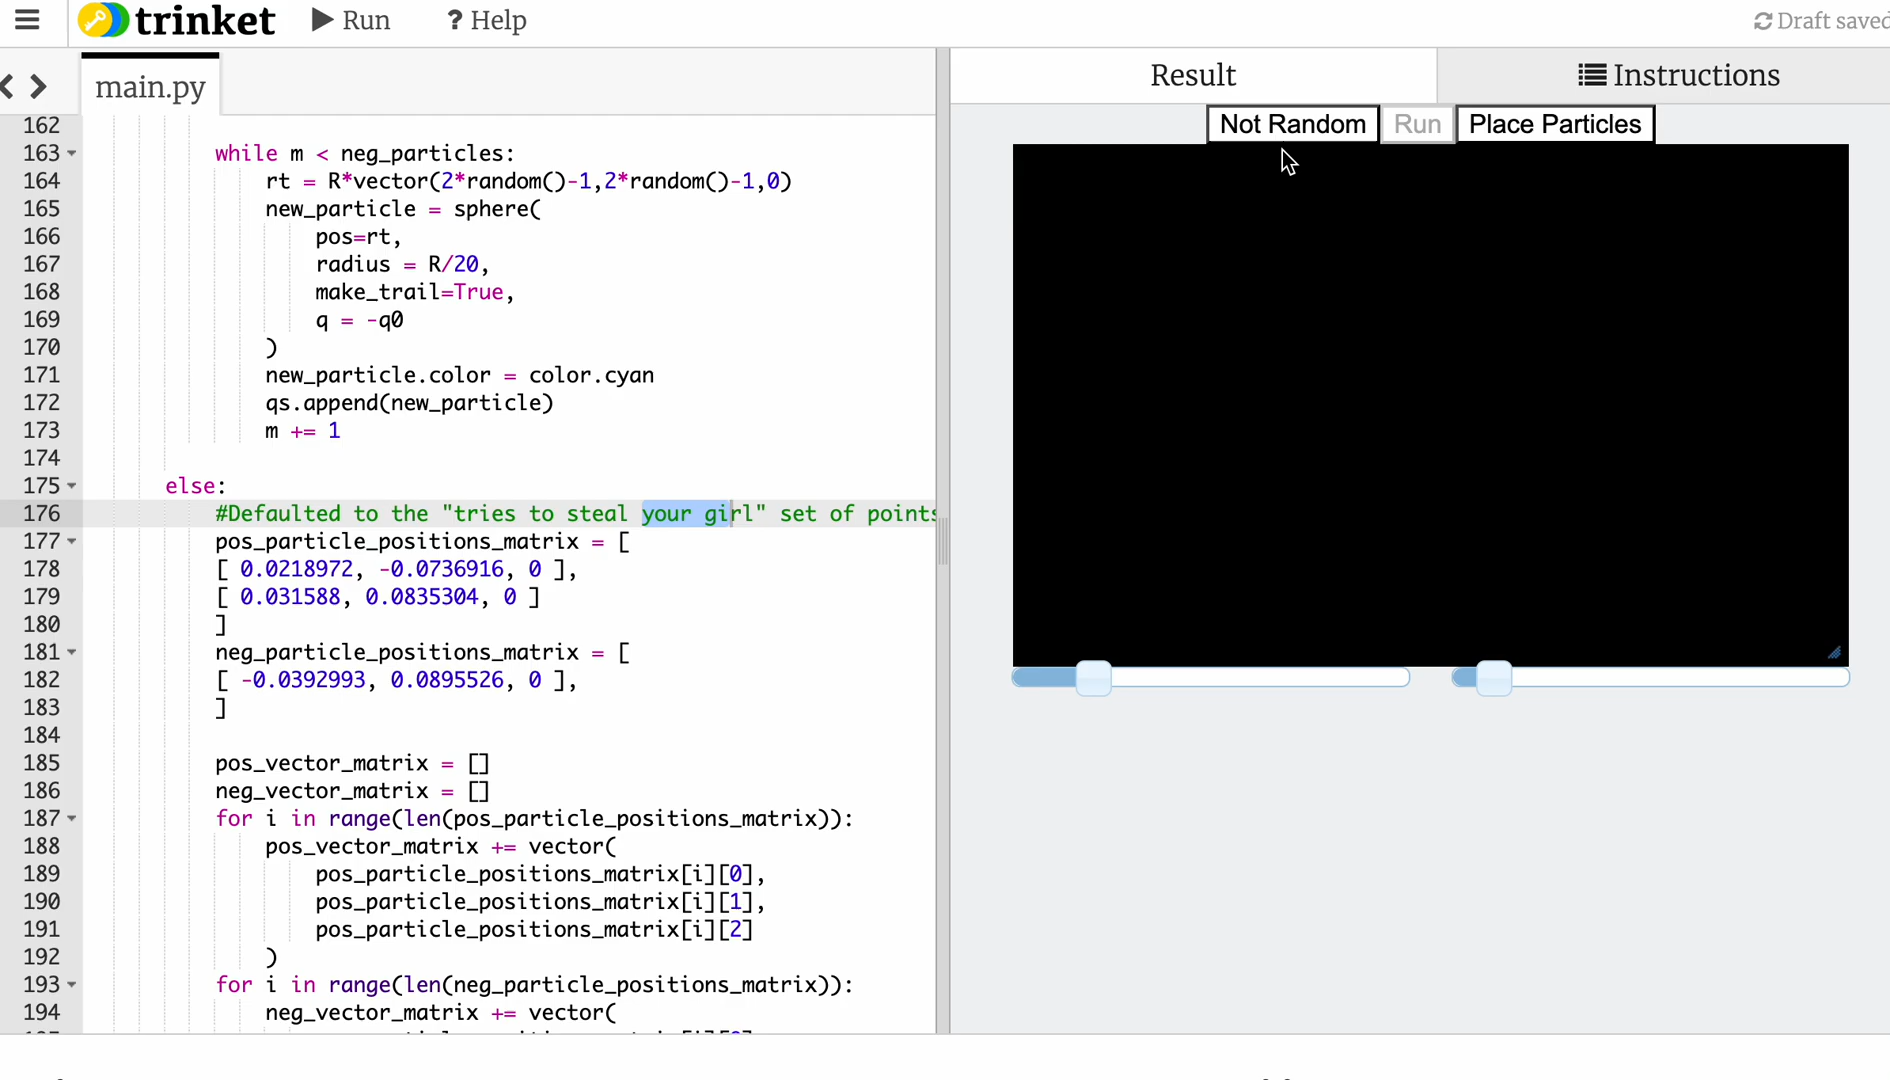 trinket Run ? Help Draft saved
main.py
Result Instructions
Not Random Run Place Particles
162
163 while m < neg_particles:
164 rt = R*vector(2*random()-1,2*random()-1,0)
165 new_particle = sphere(
166 pos=rt,
167 radius = R/20,
168 make_trail=True,
169 q = -q0
170 )
171 new_particle.color = color.cyan
172 qs.append(new_particle)
173 m += 1
174
175 else:
176 #Defaulted to the "tries to steal your girl" set of points
177 pos_particle_positions_matrix = [
178 [ 0.0218972, -0.0736916, 0 ],
179 [ 0.031588, 0.0835304, 0 ]
180 ]
181 neg_particle_positions_matrix = [
182 [ -0.0392993, 0.0895526, 0 ],
183 ]
184
185 pos_vector_matrix = []
186 neg_vector_matrix = []
187 for i in range(len(pos_particle_positions_matrix)):
188 pos_vector_matrix += vector(
189 pos_particle_positions_matrix[i][0],
190 pos_particle_positions_matrix[i][1],
191 pos_particle_positions_matrix[i][2]
192 )
193 for i in range(len(neg_particle_positions_matrix)):
194 neg_vector_matrix += vector(